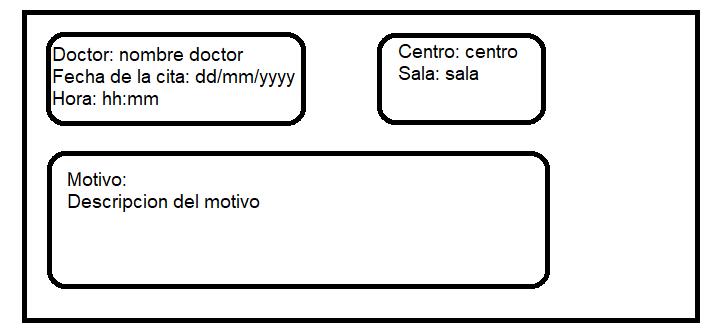 Doctor: nombre doctor
Fecha de la cita: dd/mm/yyyy
Hora: hh:mm
Centro: centro
Sala: sala
Motivo:
Descripcion del motivo